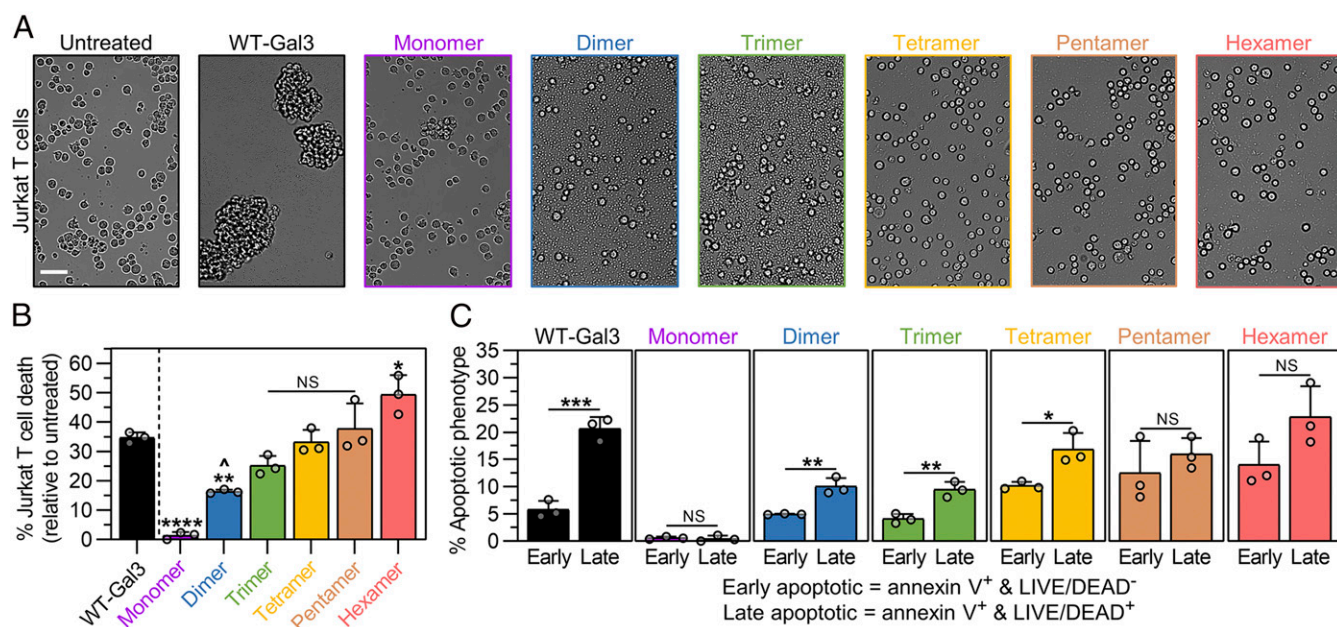 A
Untreated WT-Gal3 Monomer Dimer Trimer Tetramer Pentamer Hexamer
Jurkat T cells
B
% Jurkat T cell death
(relative to untreated)
80
70
60
50
40
30
20
10
0
****
^
**
NS
*
WT-Gal3 Monomer Dimer Trimer Tetramer Pentamer Hexamer
C
WT-Gal3 Monomer Dimer Trimer Tetramer Pentamer Hexamer
% Apoptotic phenotype
35
30
25
20
15
10
5
0
*** NS ** ** * NS NS
Early Late Early Late Early Late Early Late Early Late Early Late Early Late
Early apoptotic = annexin V⁺ & LIVE/DEAD⁻
Late apoptotic = annexin V⁺ & LIVE/DEAD⁺